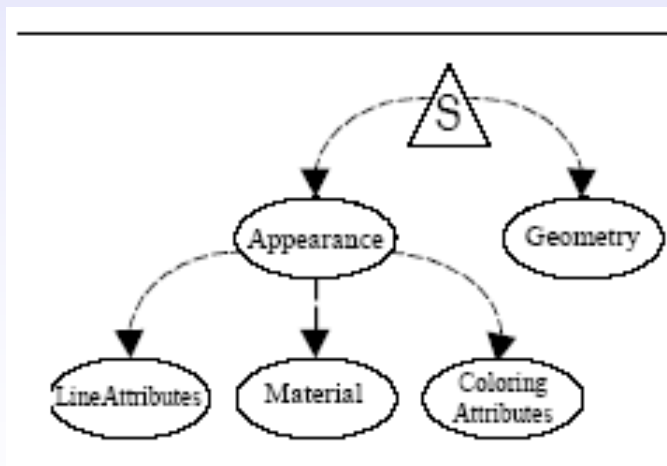 S
Appearance
Geometry
LineAttributes
Material
Coloring
Attributes